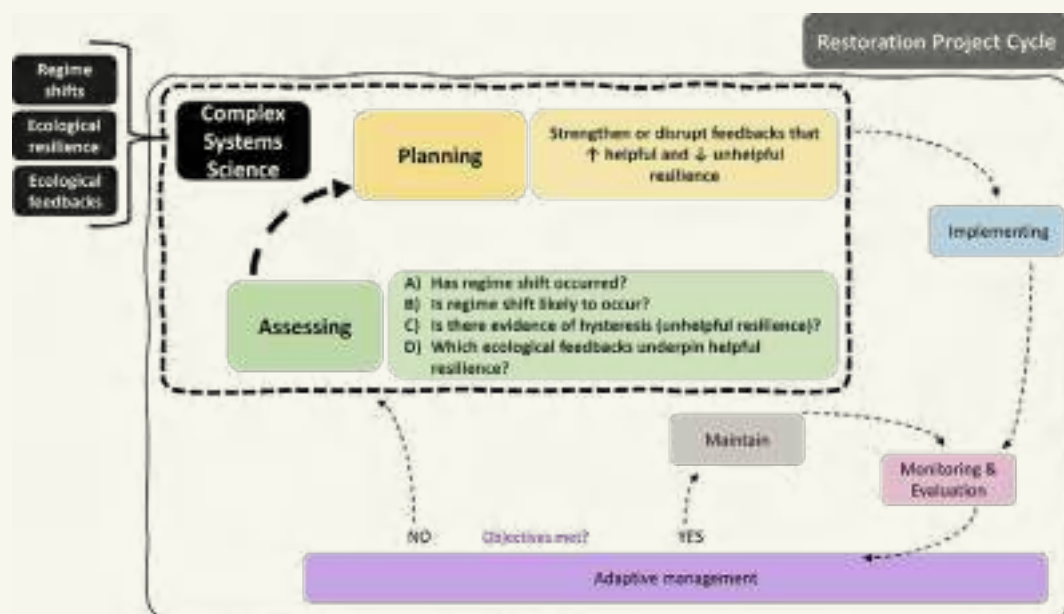 Restoration Project Cycle
Regime
shifts
Ecological
resilience
Ecological
feedbacks
Complex
Systems
Science
Planning
Strengthen or disrupt feedbacks that
↑ helpful and ↓ unhelpful
resilience
Implementing
Assessing
A) Has regime shift occurred?
B) Is regime shift likely to occur?
C) Is there evidence of hysteresis (unhelpful resilience)?
D) Which ecological feedbacks underpin helpful
resilience?
Maintain
Monitoring &
Evaluation
NO
Objectives met?
YES
Adaptive management